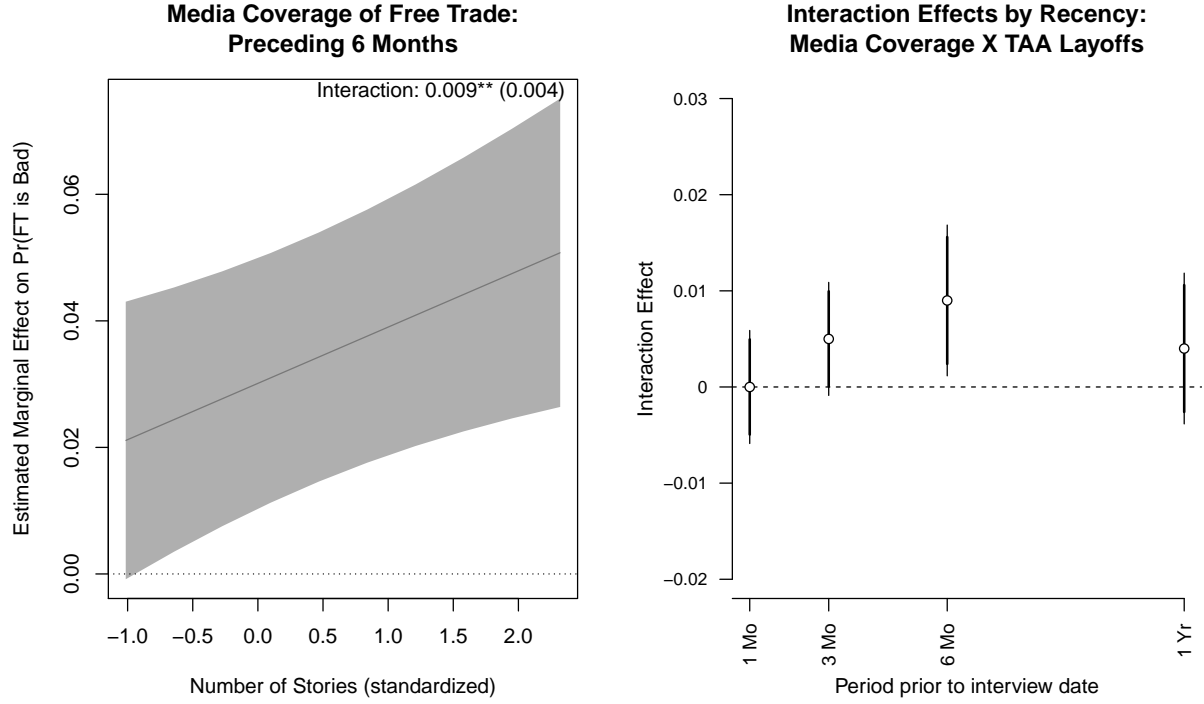 Media Coverage of Free Trade:
Preceding 6 Months
Interaction: 0.009** (0.004)
Estimated Marginal Effect on Pr(FT is Bad)
0.06
0.04
0.02
0.00
−1.0 −0.5 0.0 0.5 1.0 1.5 2.0
Number of Stories (standardized)
Interaction Effects by Recency:
Media Coverage X TAA Layoffs
Interaction Effect
0.03
0.02
0.01
0
−0.01
−0.02
1 Mo
3 Mo
6 Mo
1 Yr
Period prior to interview date